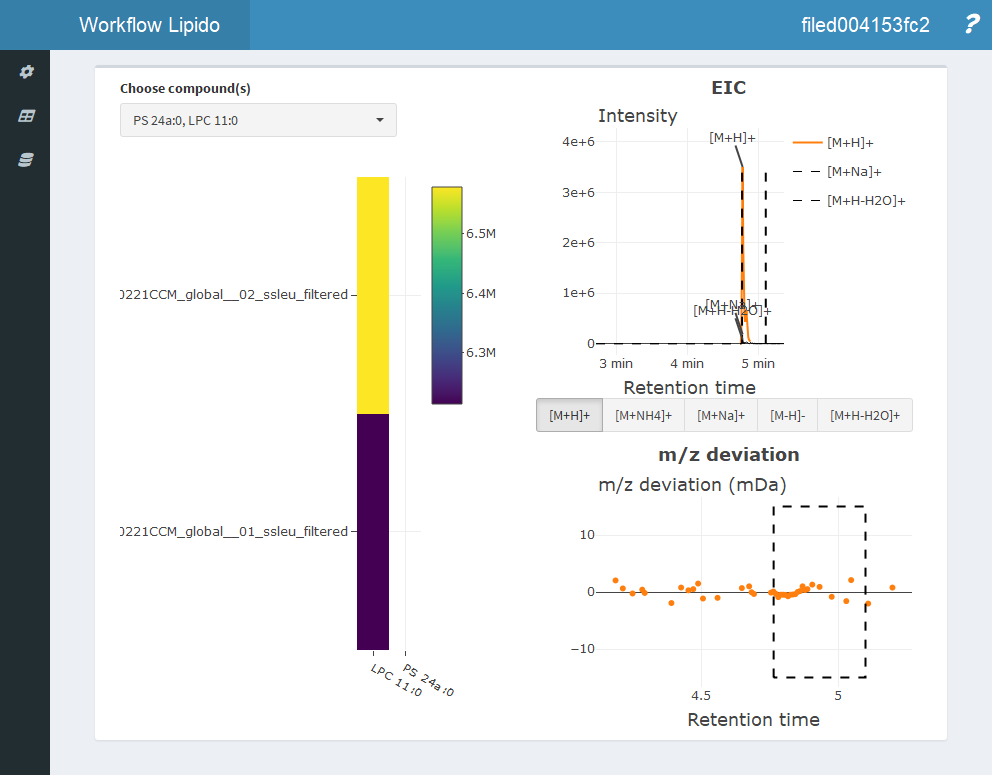 Workflow Lipido
filed004153fc2
?
Choose compound(s)
PS 24a:0, LPC 11:0
0221CCM_global__02_ssleu_filtered
0221CCM_global__01_ssleu_filtered
LPC 11:0
PS 24a:0
6.5M
6.4M
6.3M
EIC
Intensity
4e+6
3e+6
2e+6
1e+6
0
[M+H]+
[M+Na]+
[M+H-H2O]+
3 min
4 min
5 min
Retention time
[M+H]+
[M+Na]+
[M+H-H2O]+
[M+H]+
[M+NH4]+
[M+Na]+
[M-H]-
[M+H-H2O]+
m/z deviation
m/z deviation (mDa)
10
0
−10
4.5
5
Retention time